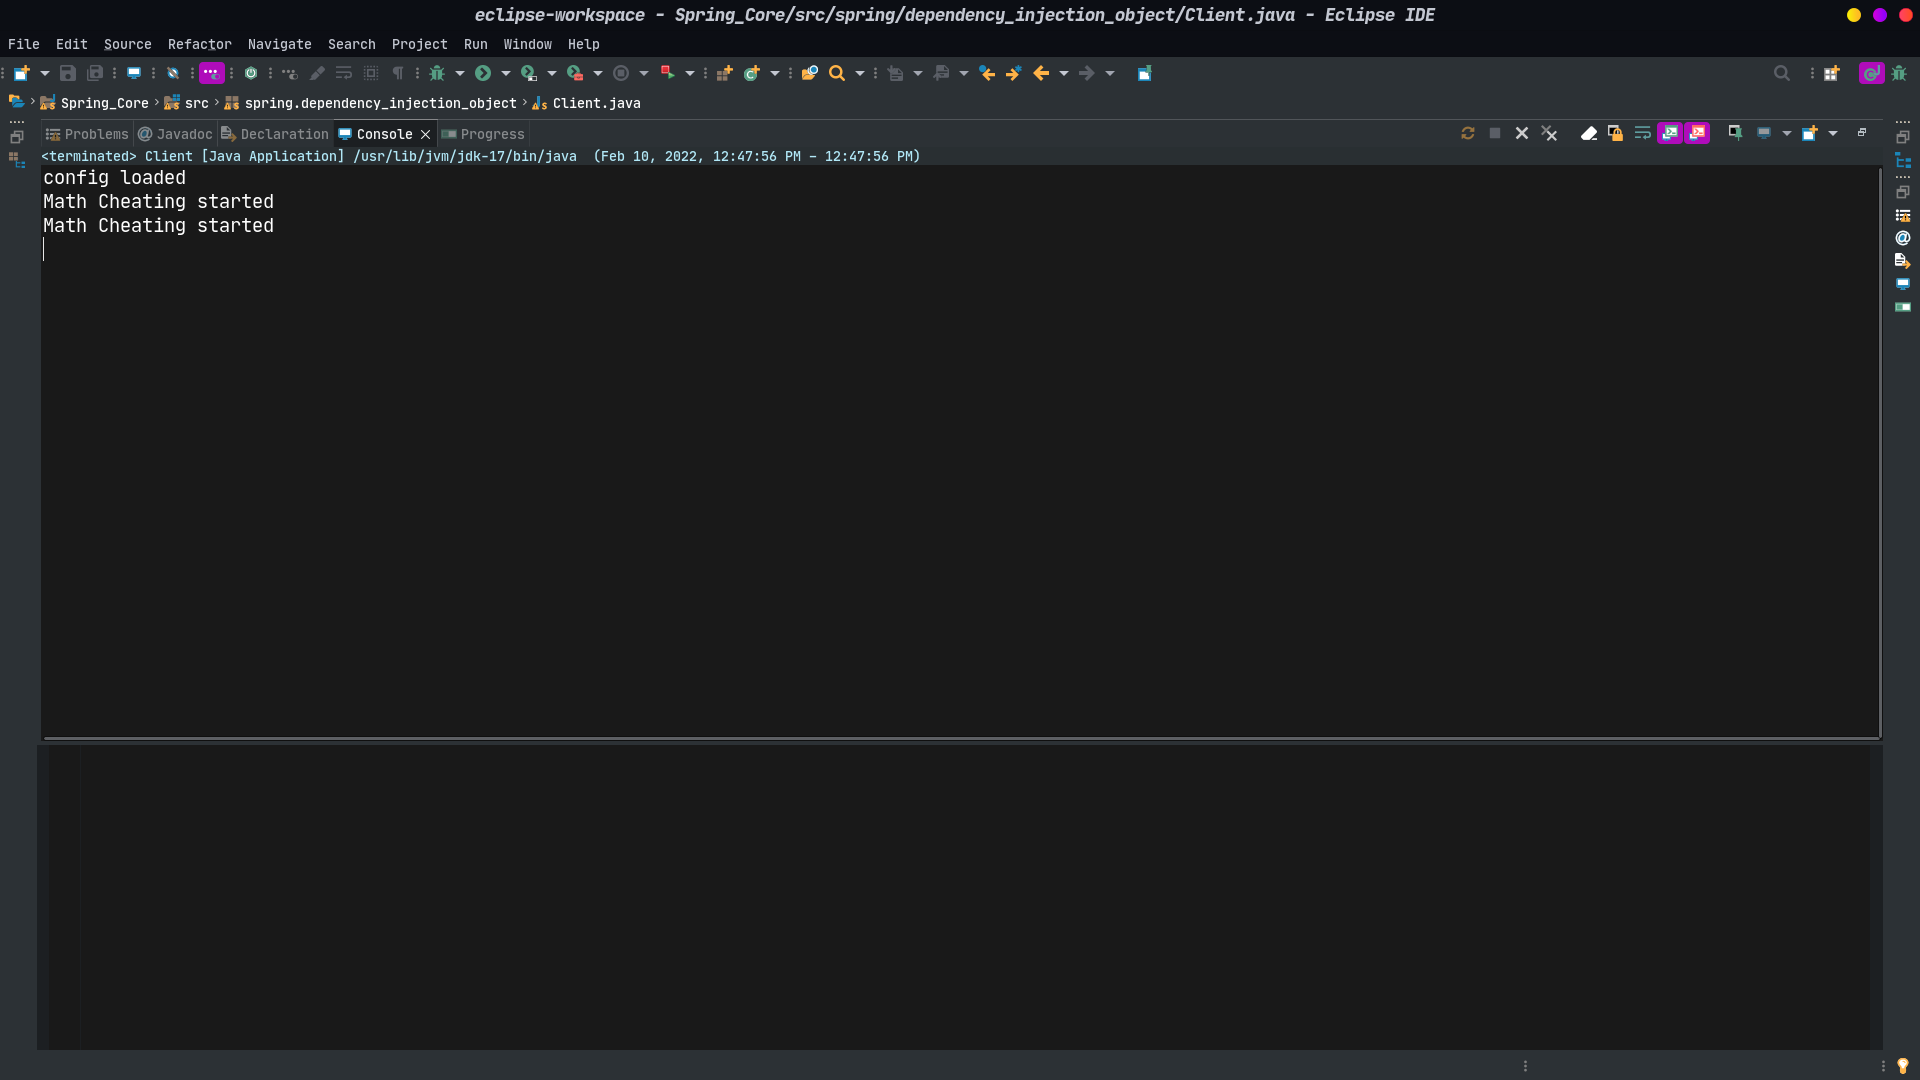 eclipse-workspace - Spring_Core/src/spring/dependency_injection_object/Client.java - Eclipse IDE
File Edit Source Refactor Navigate Search Project Run Window Help
Spring_Core › src › spring.dependency_injection_object › Client.java
Problems Javadoc Declaration Console Progress
<terminated> Client [Java Application] /usr/lib/jvm/jdk-17/bin/java (Feb 10, 2022, 12:47:56 PM – 12:47:56 PM)
config loaded
Math Cheating started
Math Cheating started